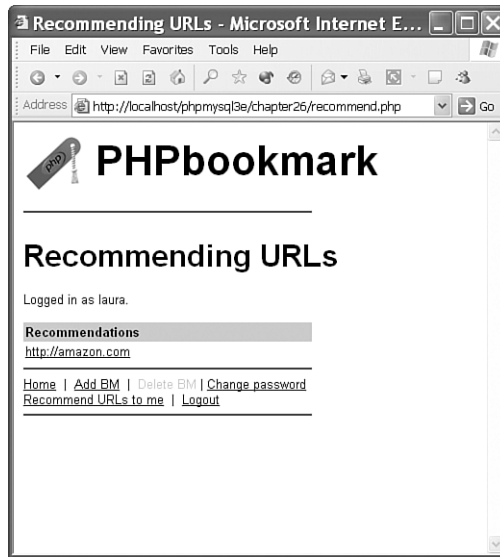 Recommending URLs - Microsoft Internet E...
File Edit View Favorites Tools Help
Address http://localhost/phpmysql3e/chapter26/recommend.php Go
php PHPbookmark
Recommending URLs
Logged in as laura.
Recommendations
http://amazon.com
Home | Add BM | Delete BM | Change password
Recommend URLs to me | Logout